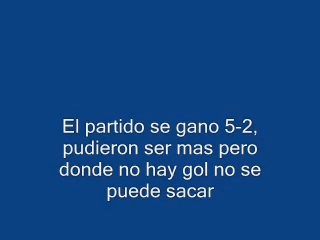 El partido se gano 5-2,
pudieron ser mas pero
donde no hay gol no se
puede sacar